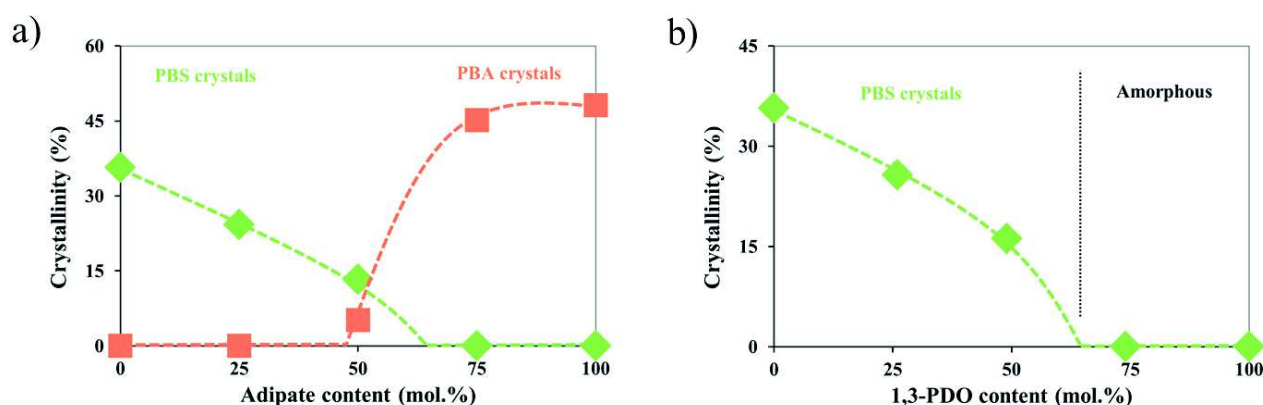 a)
60
45
30
15
0
Crystallinity (%)
PBS crystals
PBA crystals
0 25 50 75 100
Adipate content (mol.%)
b)
45
30
15
0
Crystallinity (%)
PBS crystals
Amorphous
0 25 50 75 100
1,3-PDO content (mol.%)